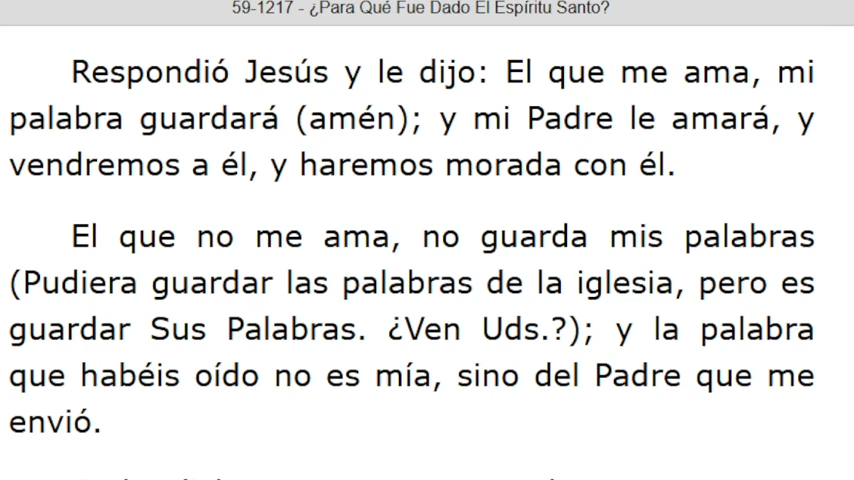 59-1217 - ¿Para Qué Fue Dado El Espíritu Santo?
Respondió Jesús y le dijo: El que me ama, mi
palabra guardará (amén); y mi Padre le amará, y
vendremos a él, y haremos morada con él.
El que no me ama, no guarda mis palabras
(Pudiera guardar las palabras de la iglesia, pero es
guardar Sus Palabras. ¿Ven Uds.?); y la palabra
que habéis oído no es mía, sino del Padre que me
envió.